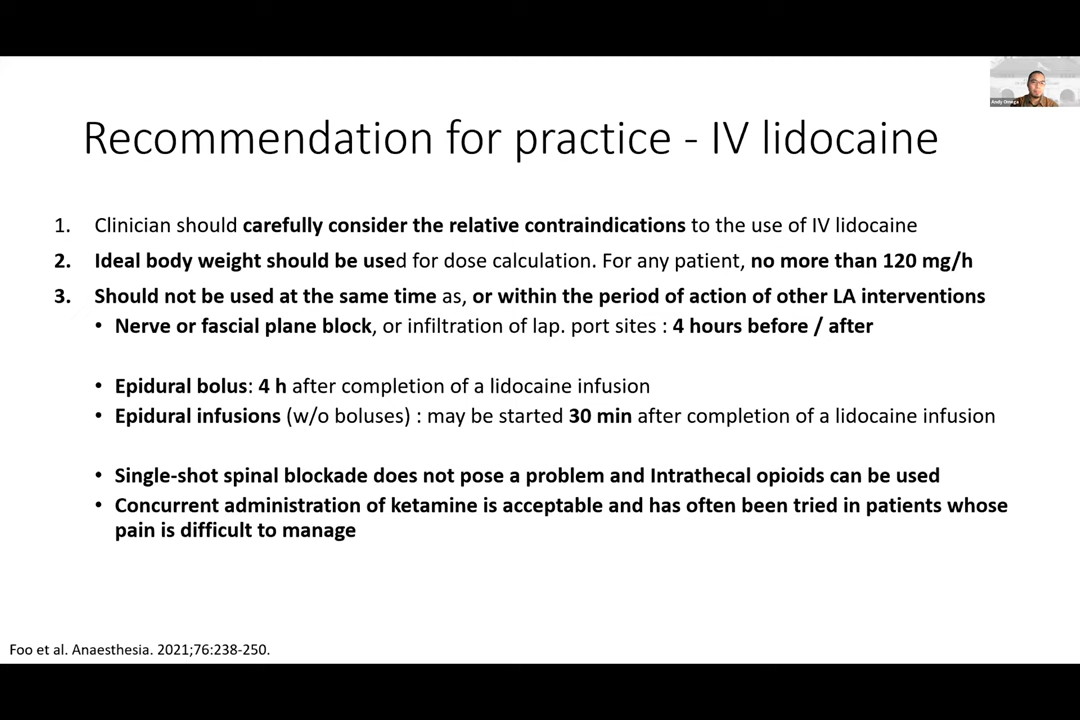 Andy Omega
Recommendation for practice - IV lidocaine
1. Clinician should carefully consider the relative contraindications to the use of IV lidocaine
2. Ideal body weight should be used for dose calculation. For any patient, no more than 120 mg/h
3. Should not be used at the same time as, or within the period of action of other LA interventions
• Nerve or fascial plane block, or infiltration of lap. port sites : 4 hours before / after
• Epidural bolus: 4 h after completion of a lidocaine infusion
• Epidural infusions (w/o boluses) : may be started 30 min after completion of a lidocaine infusion
• Single-shot spinal blockade does not pose a problem and Intrathecal opioids can be used
• Concurrent administration of ketamine is acceptable and has often been tried in patients whose
pain is difficult to manage
Foo et al. Anaesthesia. 2021;76:238-250.